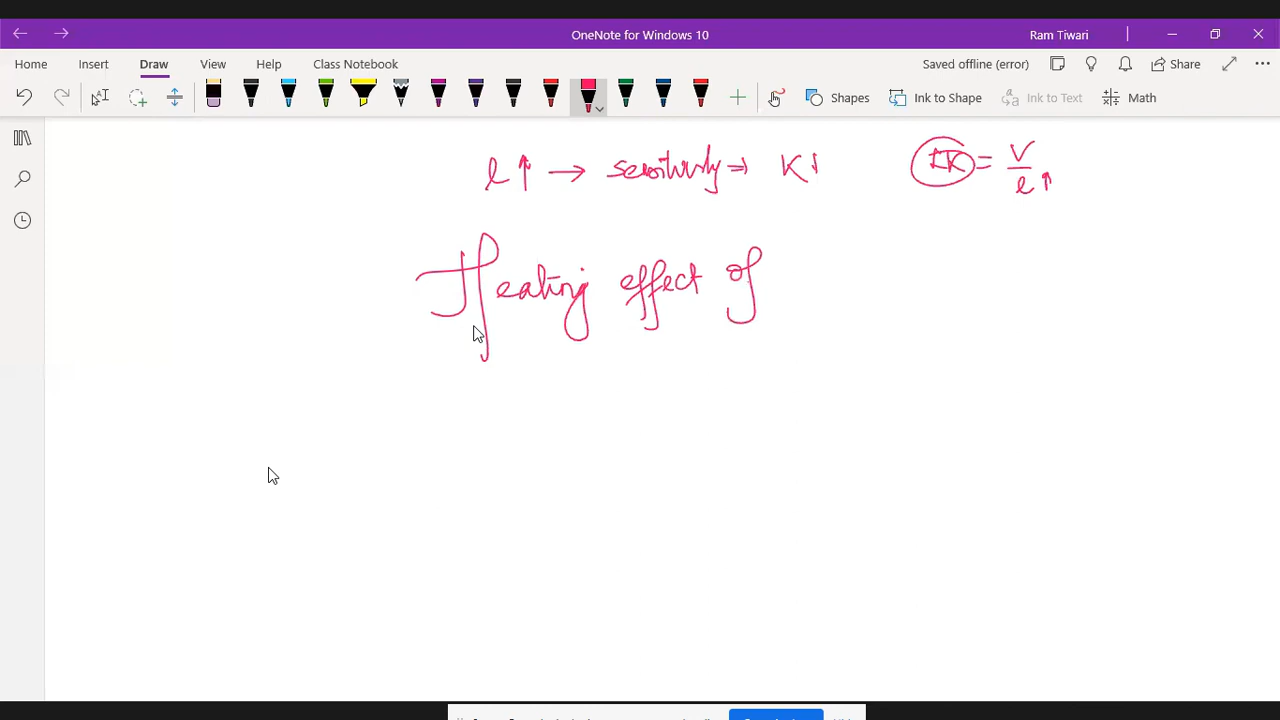 OneNote for Windows 10
Ram Tiwari
Home Insert Draw View Help Class Notebook
Saved offline (error)
Share
Shapes
Ink to Shape
Ink to Text
Math
l↑ → sensitivity ⇒ K↓
↓K = V/l↑
Heating effect of